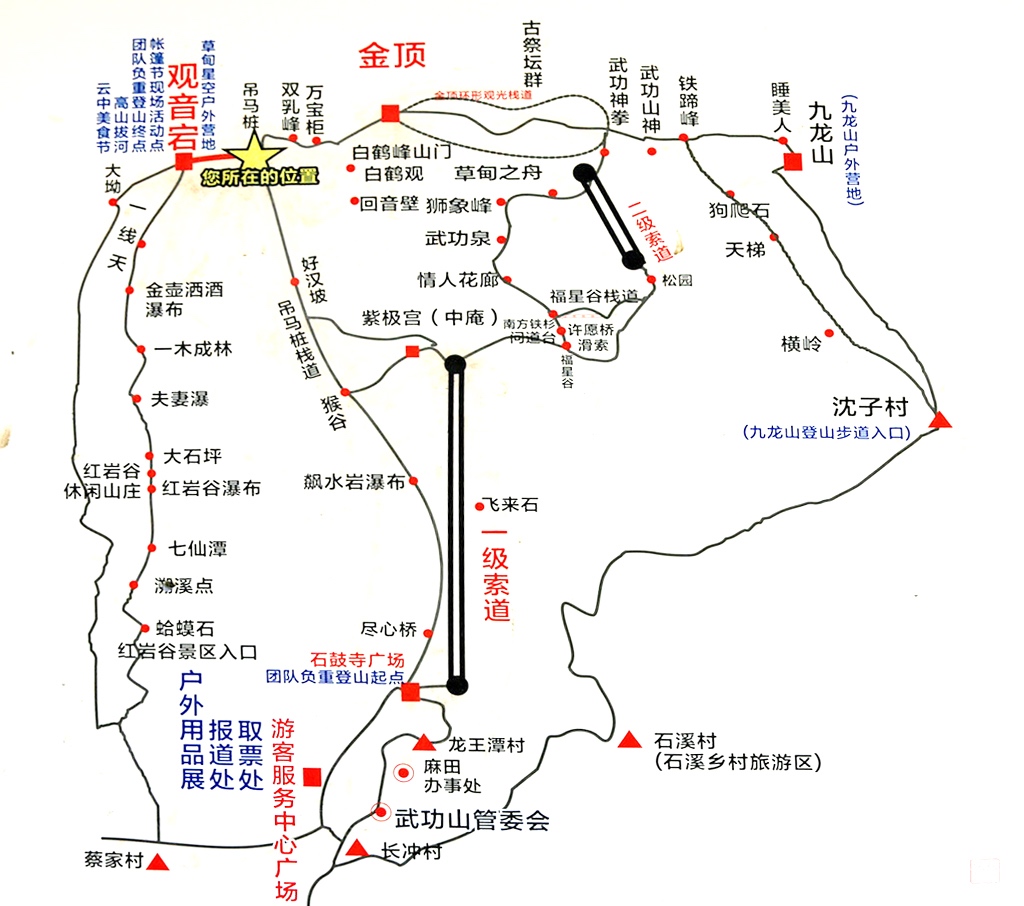 古祭坛群
金顶
金顶环形观光栈道
武功神拳
武功山神
铁蹄峰
睡美人
九龙山
(九龙山户外营地)
云中美食节
高山拔河
团队负重登山终点
帐篷节现场活动点
观音宕
草甸星空户外营地
吊马桩
双乳峰
万宝柜
您所在的位置
白鹤峰山门
白鹤观
回音壁
草甸之舟
狮象峰
武功泉
情人花廊
二级索道
松园
福星谷栈道
南方铁杉
问道台
许愿桥
滑索
福星谷
狗爬石
天梯
横岭
沈子村
(九龙山登山步道入口)
大坳
一线天
金壶洒酒
瀑布
一木成林
夫妻瀑
大石坪
红岩谷
休闲山庄
红岩谷瀑布
七仙潭
溯溪点
蛤蟆石
红岩谷景区入口
好汉坡
吊马桩栈道
紫极宫(中庵)
猴谷
飙水岩瀑布
飞来石
一级索道
尽心桥
石鼓寺广场
团队负重登山起点
户外用品展
报道处
取票处
游客服务中心广场
龙王潭村
麻田
办事处
武功山管委会
长冲村
蔡家村
石溪村
(石溪乡村旅游区)